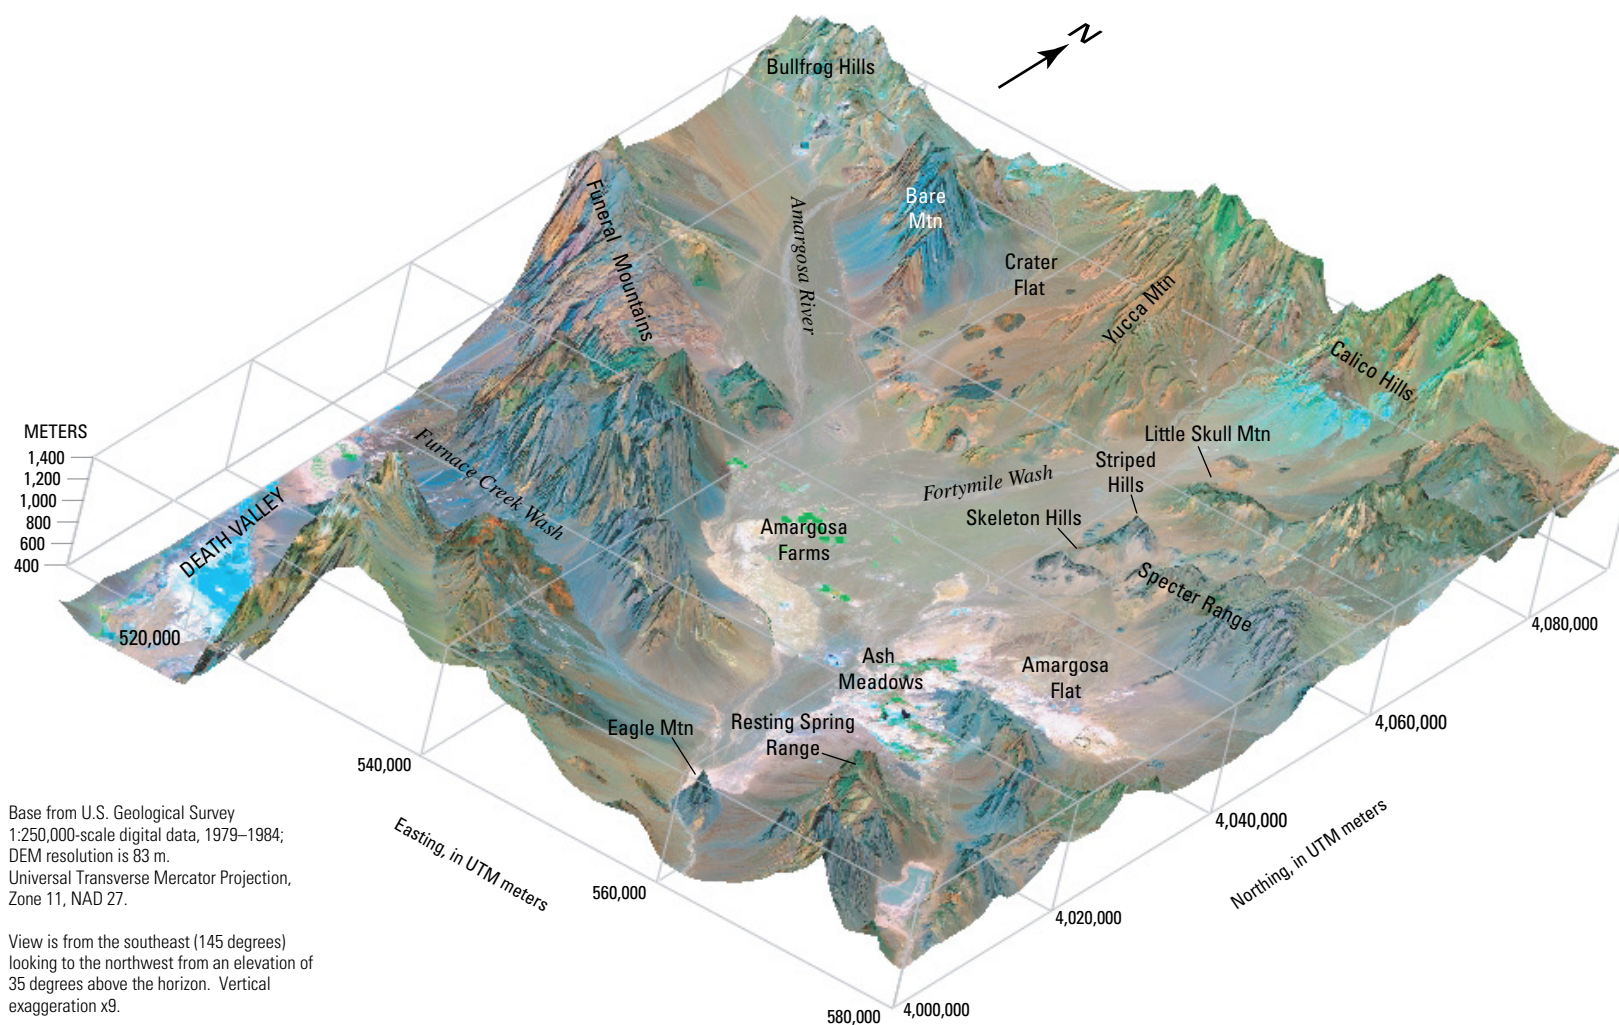 N
Bullfrog Hills
Funeral Mountains
Amargosa River
Bare
Mtn
Crater
Flat
Yucca Mtn
Calico Hills
METERS
1,400
1,200
1,000
800
600
400
DEATH VALLEY
Furnace Creek Wash
Little Skull Mtn
Striped
Hills
Fortymile Wash
Skeleton Hills
Amargosa
Farms
Specter Range
520,000
4,080,000
Ash
Meadows
Amargosa
Flat
Eagle Mtn
Resting Spring
Range
4,060,000
540,000
4,040,000
Easting, in UTM meters
Northing, in UTM meters
560,000
4,020,000
580,000
4,000,000
Base from U.S. Geological Survey
1:250,000-scale digital data, 1979–1984;
DEM resolution is 83 m.
Universal Transverse Mercator Projection,
Zone 11, NAD 27.
View is from the southeast (145 degrees)
looking to the northwest from an elevation of
35 degrees above the horizon. Vertical
exaggeration x9.